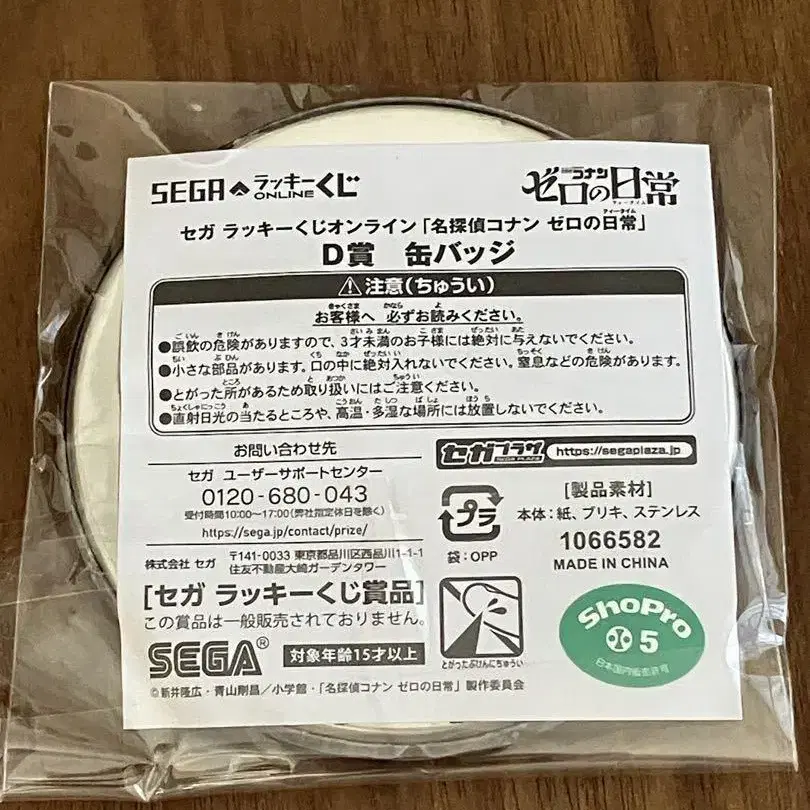 SEGA ラッキーくじ ONLINE
名探偵コナン ゼロの日常 ティータイム
セガ ラッキーくじオンライン「名探偵コナン ゼロの日常」 ティータイム
D賞 缶バッジ
注意(ちゅうい)
お客様へ 必ずお読みください。
●誤飲の危険がありますので、3才未満のお子様には絶対に与えないでください。
●小さな部品があります。口の中に絶対入れないでください。窒息などの危険があります。
●とがった所があるため取り扱いにはご注意ください。
●直射日光の当たるところや、高温・多湿な場所には放置しないでください。
お問い合わせ先
セガ ユーザーサポートセンター
0120-680-043
受付時間10:00〜17:00(弊社指定休日を除く)
https://sega.jp/contact/prize/
株式会社 セガ 〒141-0033 東京都品川区西品川1-1-1
住友不動産大崎ガーデンタワー
[セガ ラッキーくじ賞品]
この賞品は一般販売されておりません。
SEGA® 対象年齢15才以上
©新井隆広・青山剛昌/小学館・「名探偵コナン ゼロの日常」製作委員会
セガプラザ SEGA PLAZA https://segaplaza.jp
プラ
袋:OPP
[製品素材]
本体:紙、ブリキ、ステンレス
1066582
MADE IN CHINA
とがったぶひんにちゅうい
ShoPro
5
日本国内販売許可